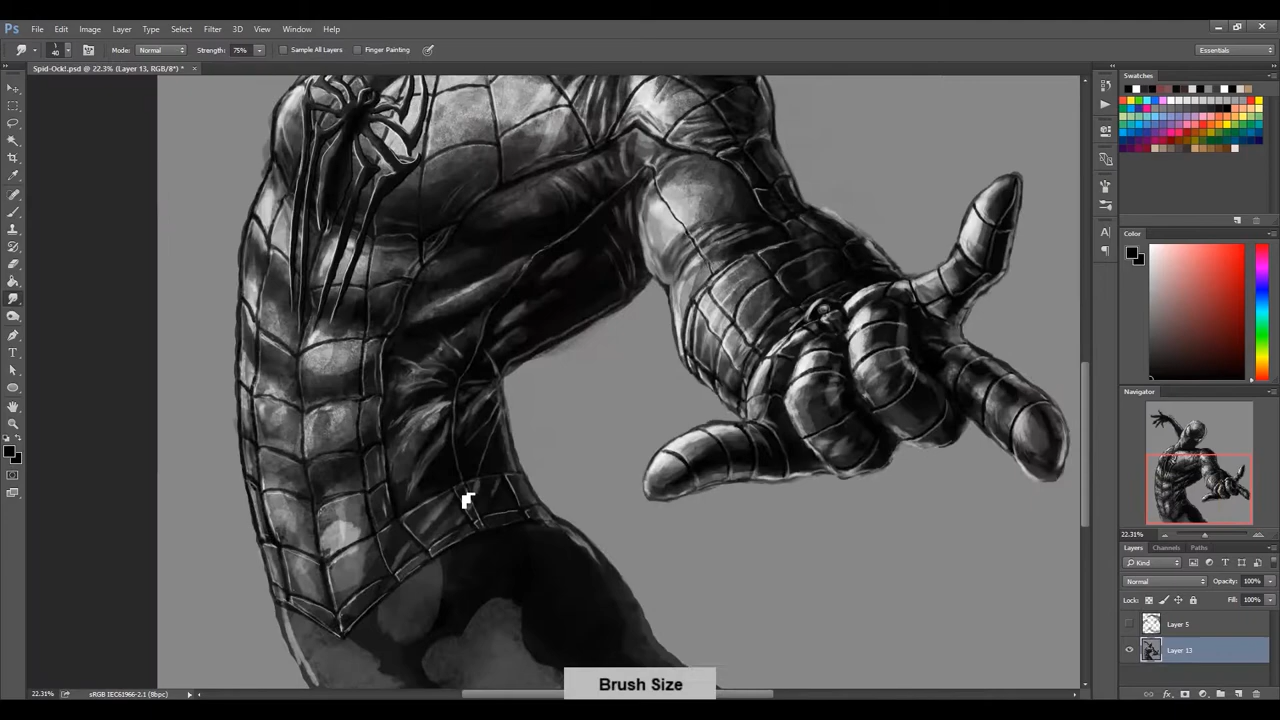 Ps File Edit Image Layer Type Select Filter 3D View Window Help
40 Mode: Normal Strength: 75% Sample All Layers Finger Painting Essentials
Spid-Ock!.psd @ 22.3% (Layer 13, RGB/8*) * ×
Swatches
Color
Navigator
22.31%
Layers Channels Paths
Kind
Normal Opacity: 100%
Lock: Fill: 100%
Layer 5
Layer 13
22.31% sRGB IEC61966-2.1 (8bpc)
Brush Size